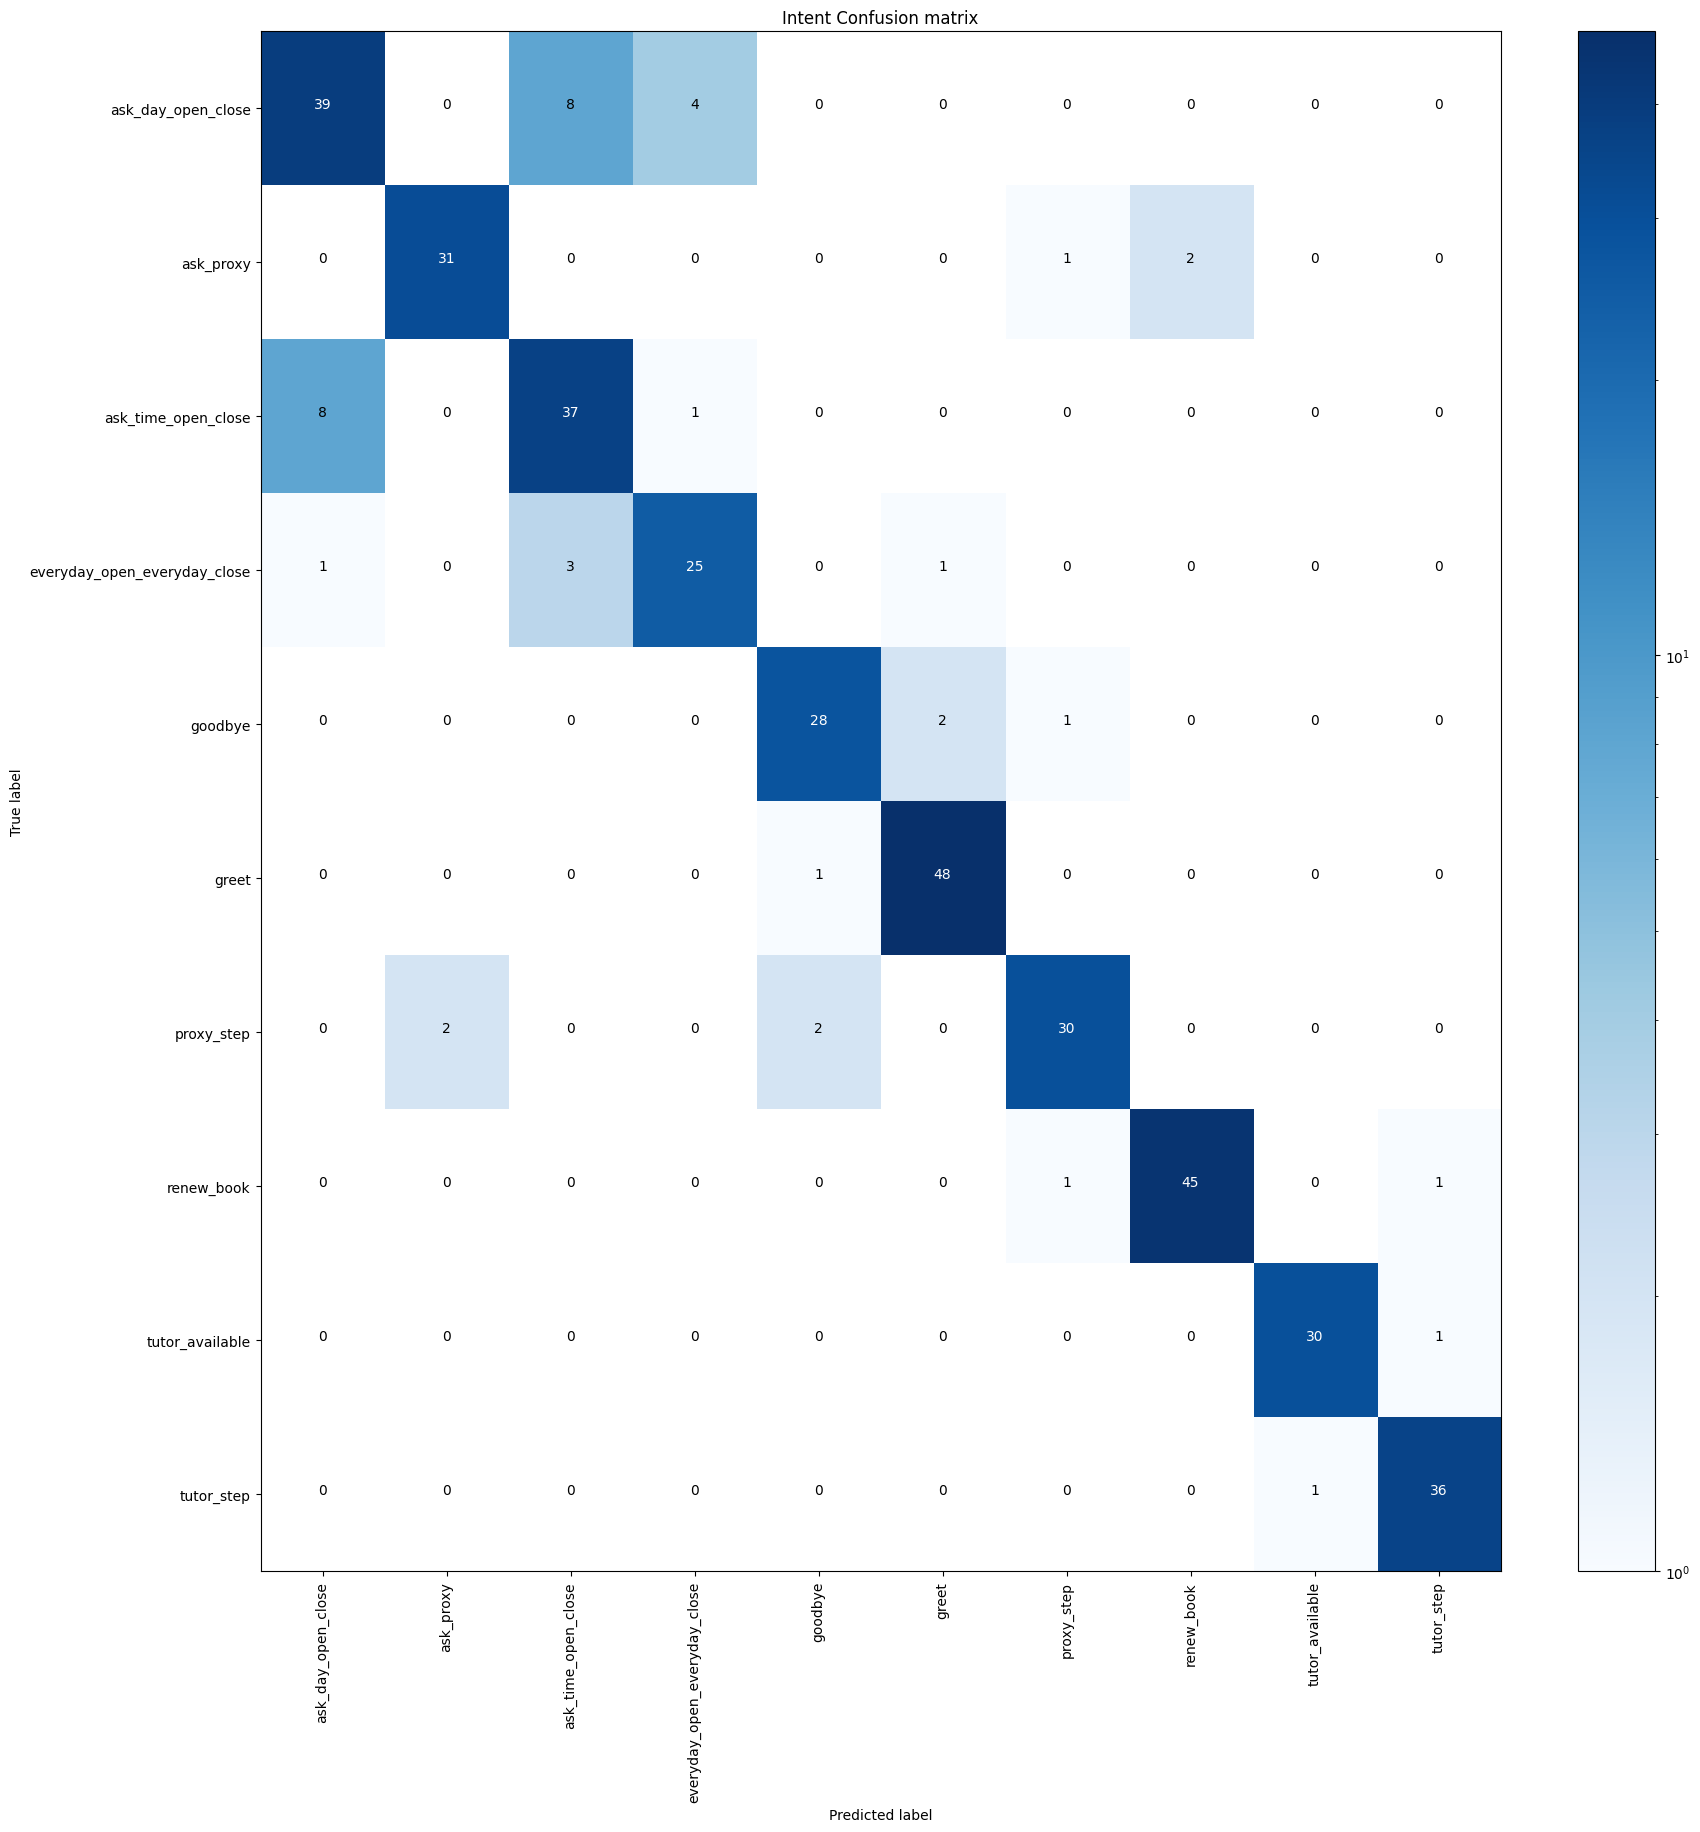 Intent Confusion matrix
ask_day_open_close 39 0 8 4 0 0 0 0 0 0
ask_proxy 0 31 0 0 0 0 1 2 0 0
ask_time_open_close 8 0 37 1 0 0 0 0 0 0
everyday_open_everyday_close 1 0 3 25 0 1 0 0 0 0
10¹
goodbye 0 0 0 0 28 2 1 0 0 0
True label
greet 0 0 0 0 1 48 0 0 0 0
proxy_step 0 2 0 0 2 0 30 0 0 0
renew_book 0 0 0 0 0 0 1 45 0 1
tutor_available 0 0 0 0 0 0 0 0 30 1
tutor_step 0 0 0 0 0 0 0 0 1 36
10⁰
ask_day_open_close
ask_proxy
ask_time_open_close
everyday_open_everyday_close
goodbye
greet
proxy_step
renew_book
tutor_available
tutor_step
Predicted label